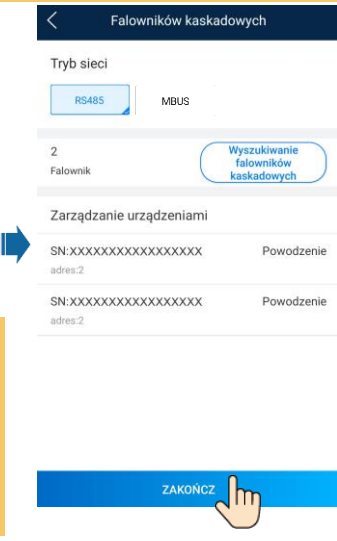 Falowników kaskadowych
Tryb sieci
RS485
MBUS
2
Falownik
Wyszukiwanie
falowników
kaskadowych
Zarządzanie urządzeniami
SN:XXXXXXXXXXXXXXXXX Powodzenie
adres:2
SN:XXXXXXXXXXXXXXXXX Powodzenie
adres:2
ZAKOŃCZ